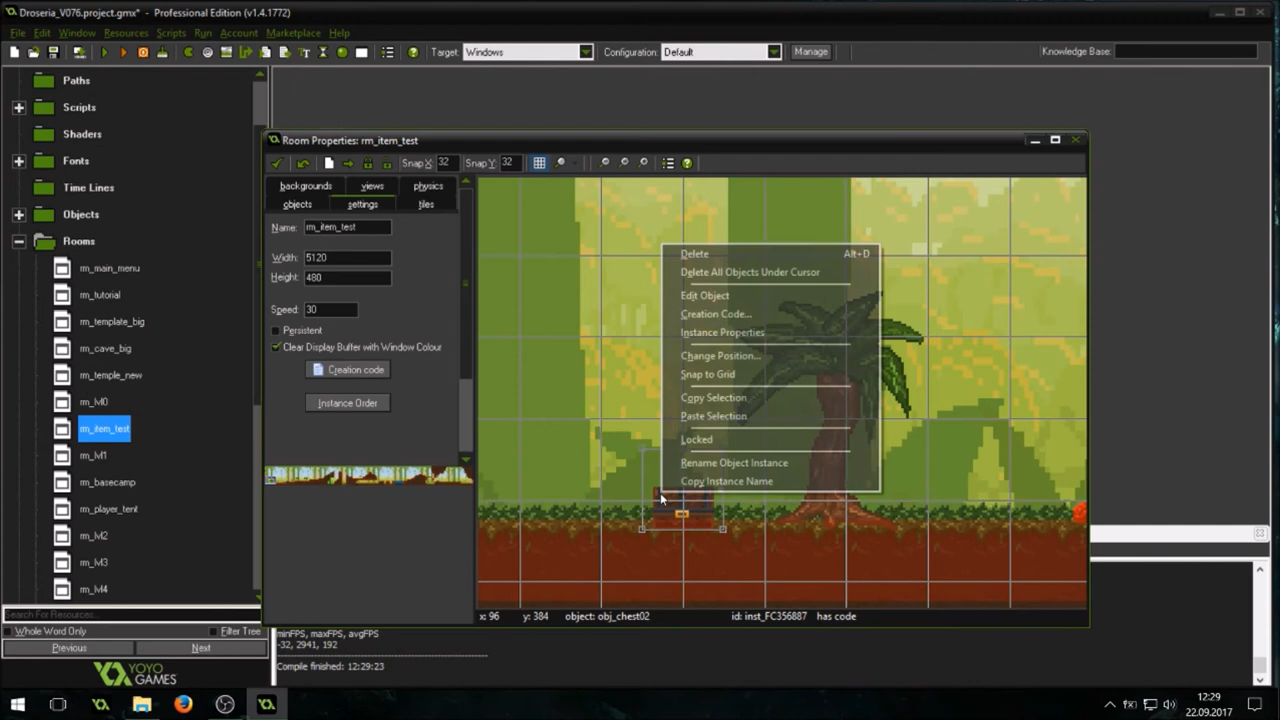 Droseria_V076.project.gmx* - Professional Edition (v1.4.1772)
File Edit Window Resources Scripts Run Account Marketplace Help
Target: Windows Configuration: Default Manage Knowledge Base:
Paths
Scripts
Shaders
Fonts
Time Lines
Objects
Rooms
rm_main_menu
rm_tutorial
rm_template_big
rm_cave_big
rm_temple_new
rm_lvl0
rm_item_test
rm_lvl1
rm_basecamp
rm_player_tent
rm_lvl2
rm_lvl3
rm_lvl4
Search For Resources
Whole Word Only Filter Tree
Previous Next
YOYO
GAMES
Room Properties: rm_item_test
Snap X: 32 Snap Y: 32
backgrounds views physics
objects settings tiles
Name: rm_item_test
Width: 5120
Height: 480
Speed: 30
Persistent
Clear Display Buffer with Window Colour
Creation code
Instance Order
Delete Alt+D
Delete All Objects Under Cursor
Edit Object
Creation Code...
Instance Properties
Change Position...
Snap to Grid
Copy Selection
Paste Selection
Locked
Rename Object Instance
Copy Instance Name
x: 96 y: 384 object: obj_chest02 id: inst_FC356887 has code
minFPS, maxFPS, avgFPS
-32, 2941, 192
Compile finished: 12:29:23
12:29
22.09.2017